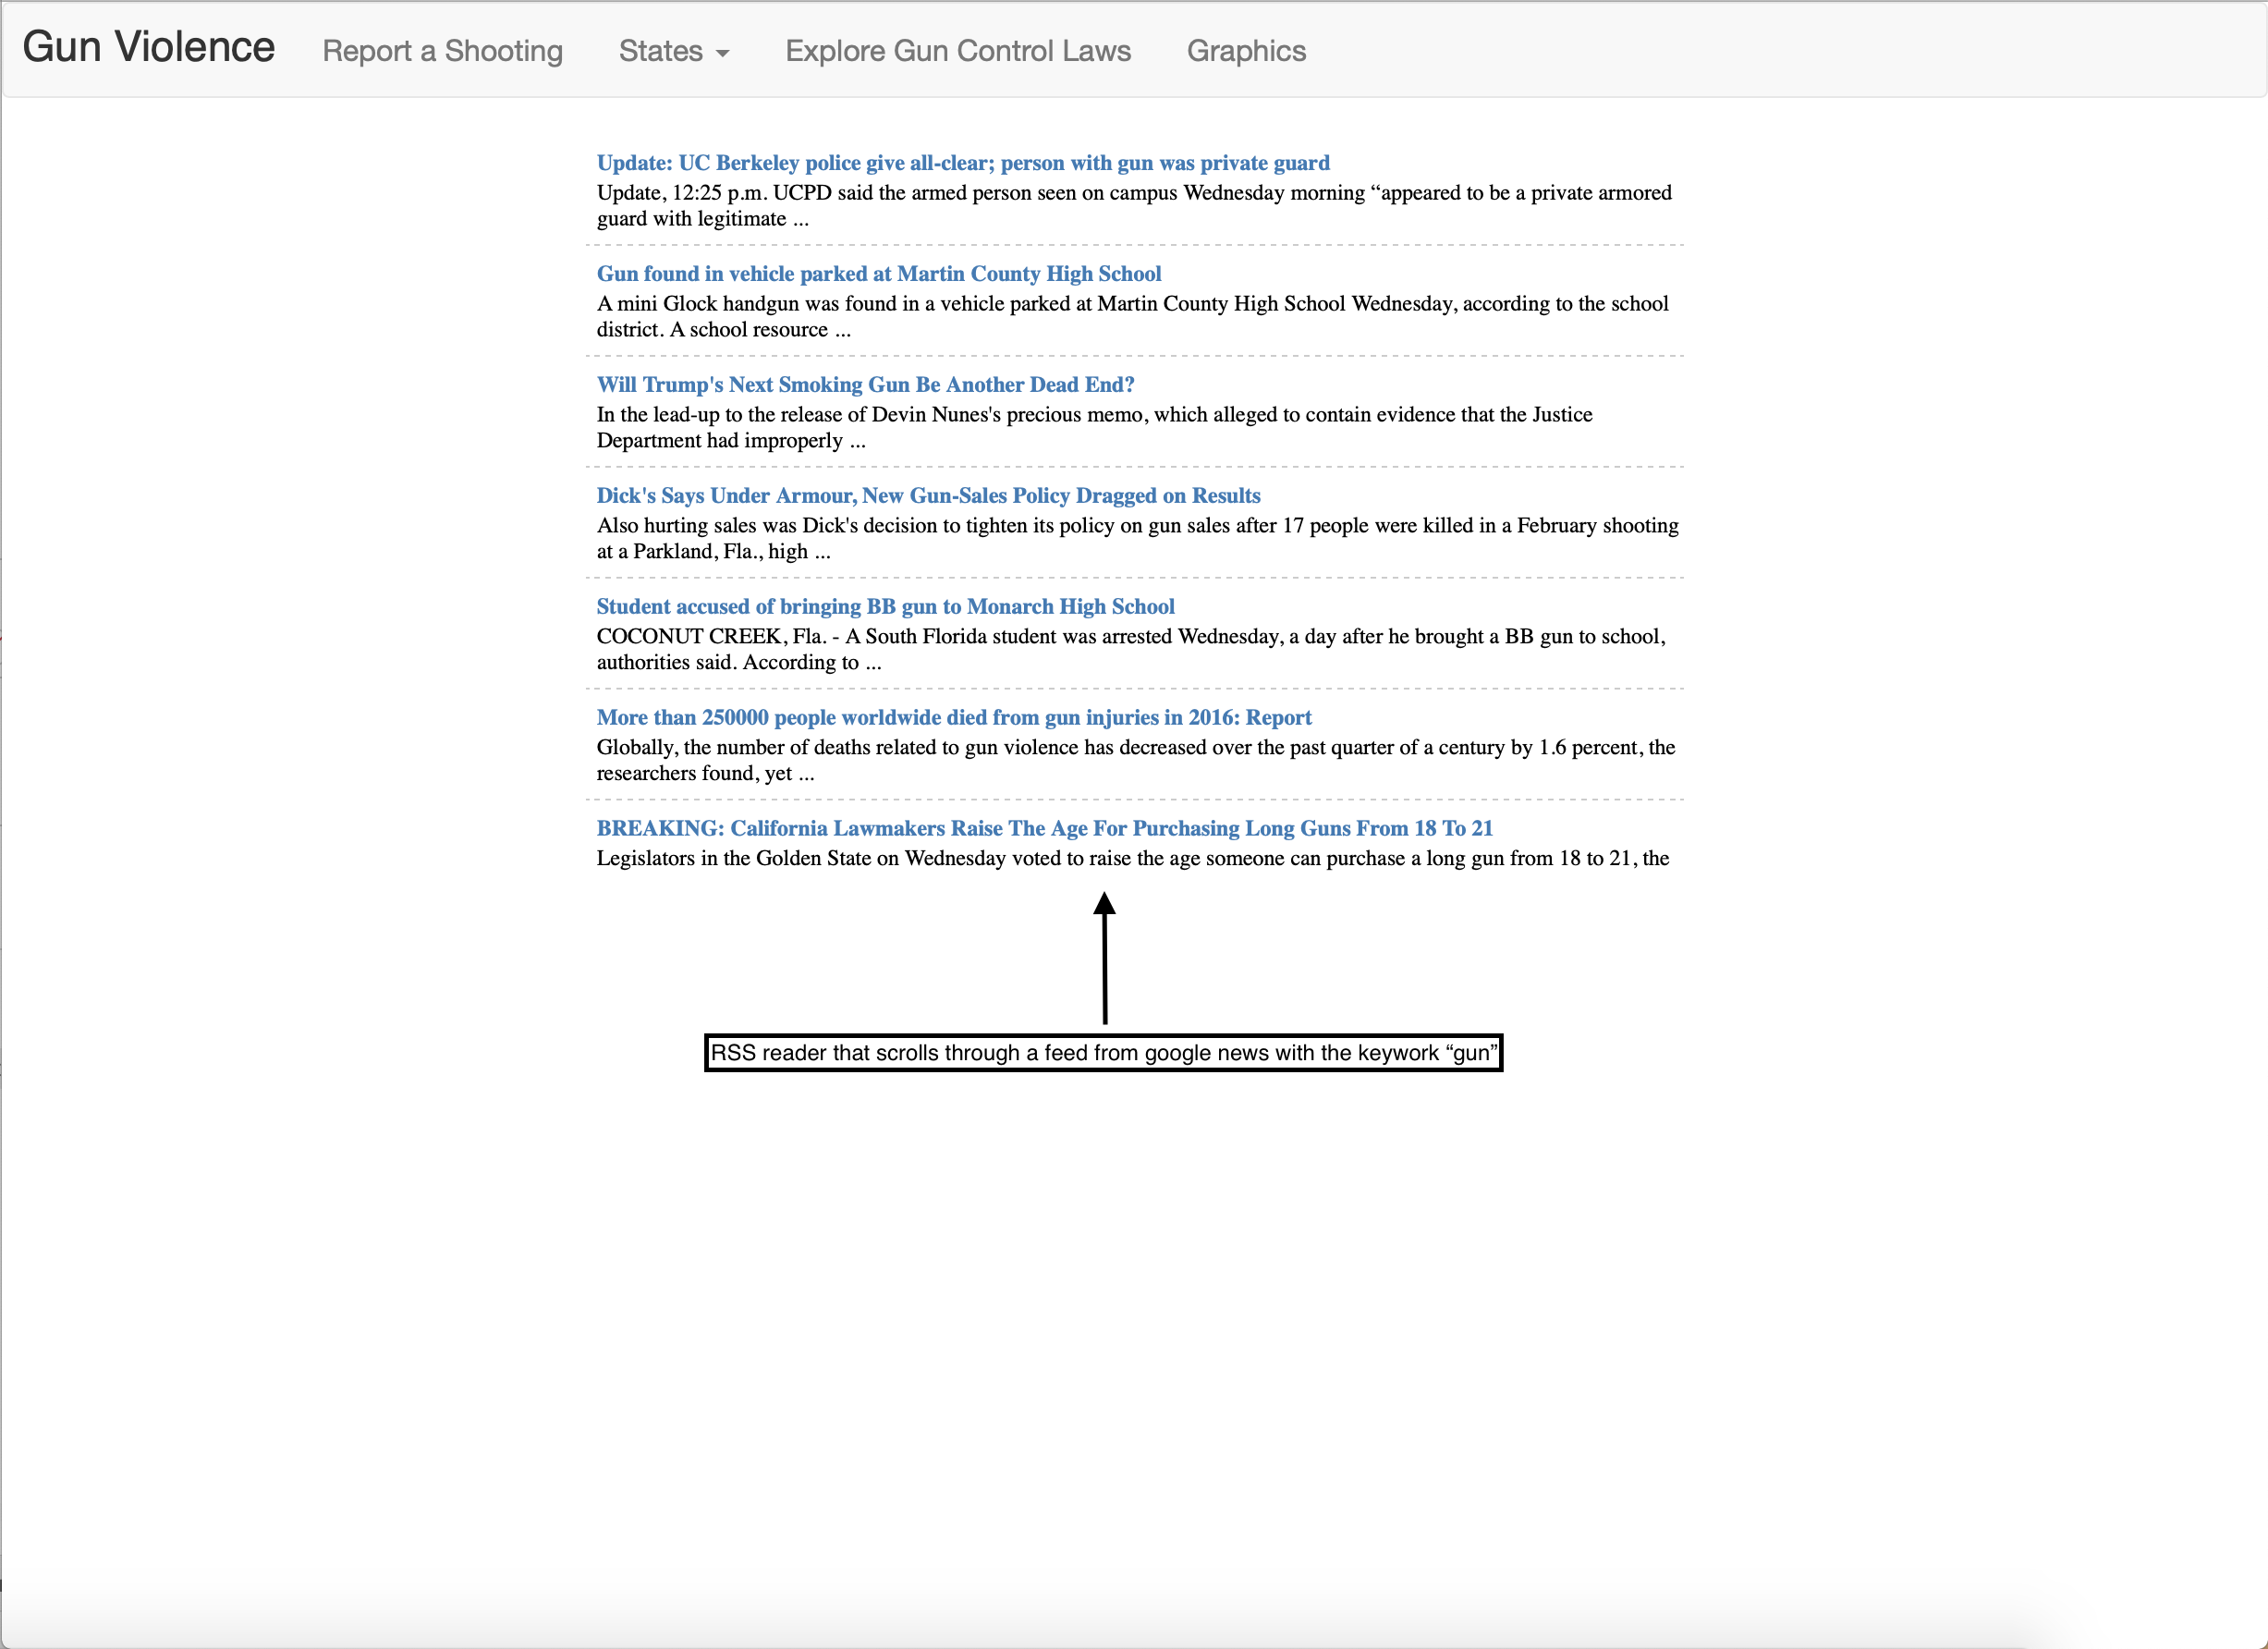 Gun Violence Report a Shooting States Explore Gun Control Laws Graphics
Update: UC Berkeley police give all-clear; person with gun was private guard
Update, 12:25 p.m. UCPD said the armed person seen on campus Wednesday morning “appeared to be a private armored
guard with legitimate ...
Gun found in vehicle parked at Martin County High School
A mini Glock handgun was found in a vehicle parked at Martin County High School Wednesday, according to the school
district. A school resource ...
Will Trump's Next Smoking Gun Be Another Dead End?
In the lead-up to the release of Devin Nunes's precious memo, which alleged to contain evidence that the Justice
Department had improperly ...
Dick's Says Under Armour, New Gun-Sales Policy Dragged on Results
Also hurting sales was Dick's decision to tighten its policy on gun sales after 17 people were killed in a February shooting
at a Parkland, Fla., high ...
Student accused of bringing BB gun to Monarch High School
COCONUT CREEK, Fla. - A South Florida student was arrested Wednesday, a day after he brought a BB gun to school,
authorities said. According to ...
More than 250000 people worldwide died from gun injuries in 2016: Report
Globally, the number of deaths related to gun violence has decreased over the past quarter of a century by 1.6 percent, the
researchers found, yet ...
BREAKING: California Lawmakers Raise The Age For Purchasing Long Guns From 18 To 21
Legislators in the Golden State on Wednesday voted to raise the age someone can purchase a long gun from 18 to 21, the
RSS reader that scrolls through a feed from google news with the keywork “gun”